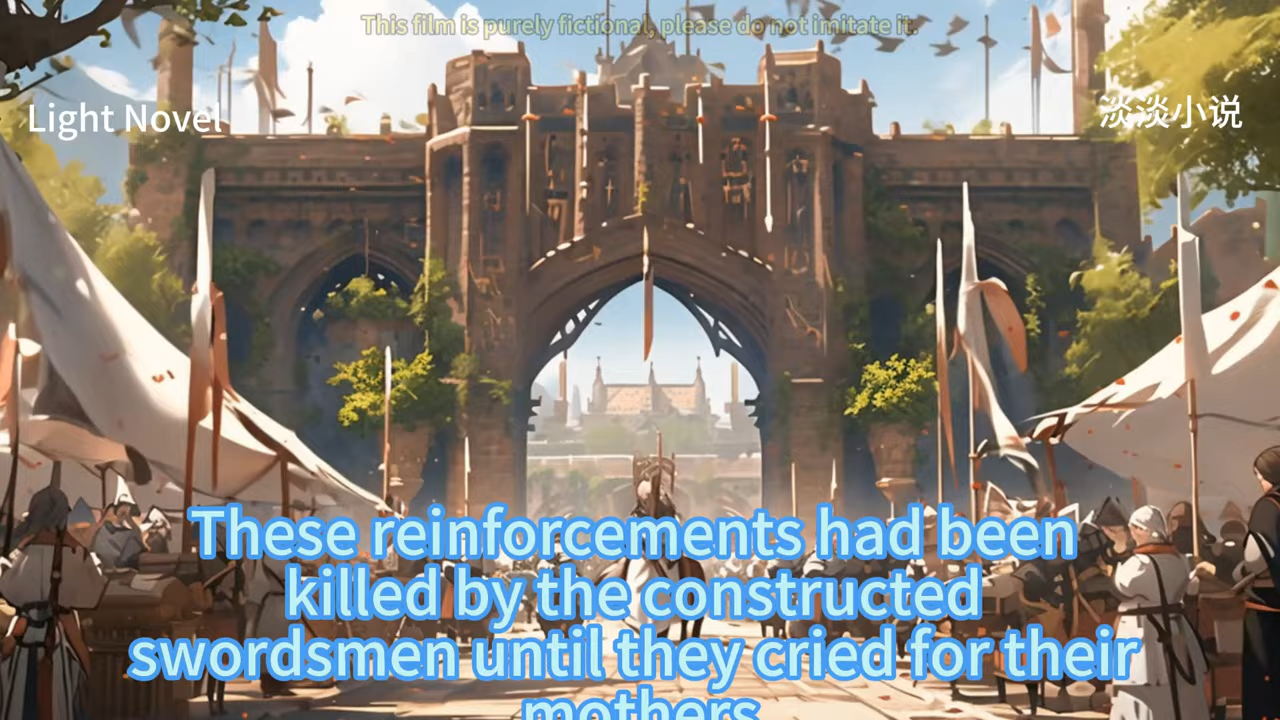 This film is purely fictional, please do not imitate it.
Light Novel
淡淡小说
These reinforcements had been
killed by the constructed
swordsmen until they cried for their
mothers